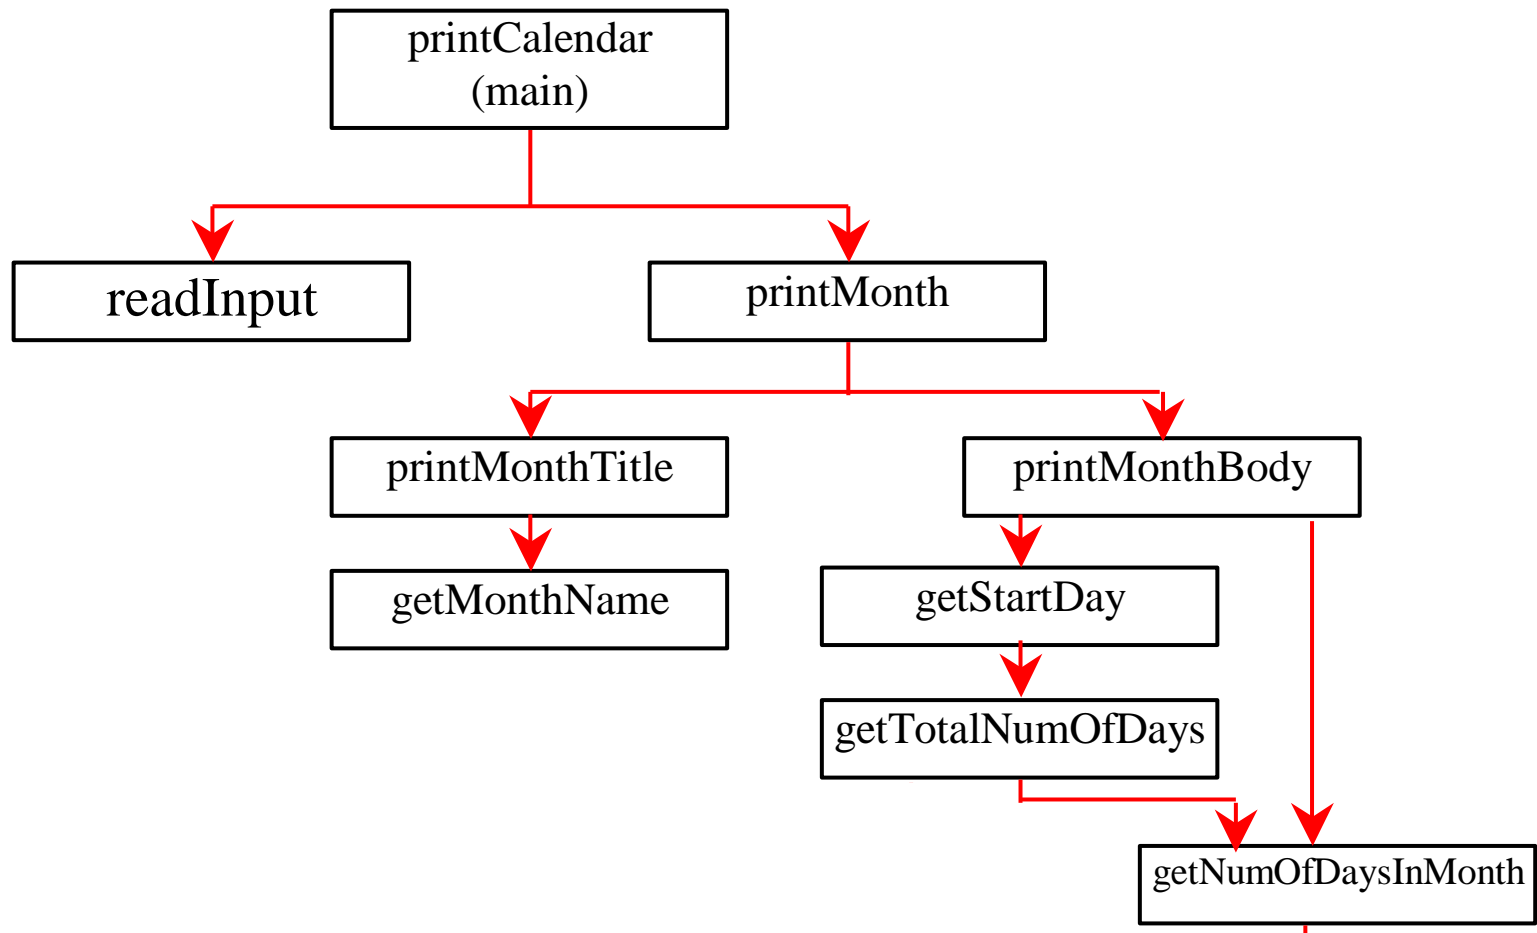 printCalendar
(main)
readInput
printMonth
printMonthTitle
printMonthBody
getMonthName
getStartDay
getTotalNumOfDays
getNumOfDaysInMonth